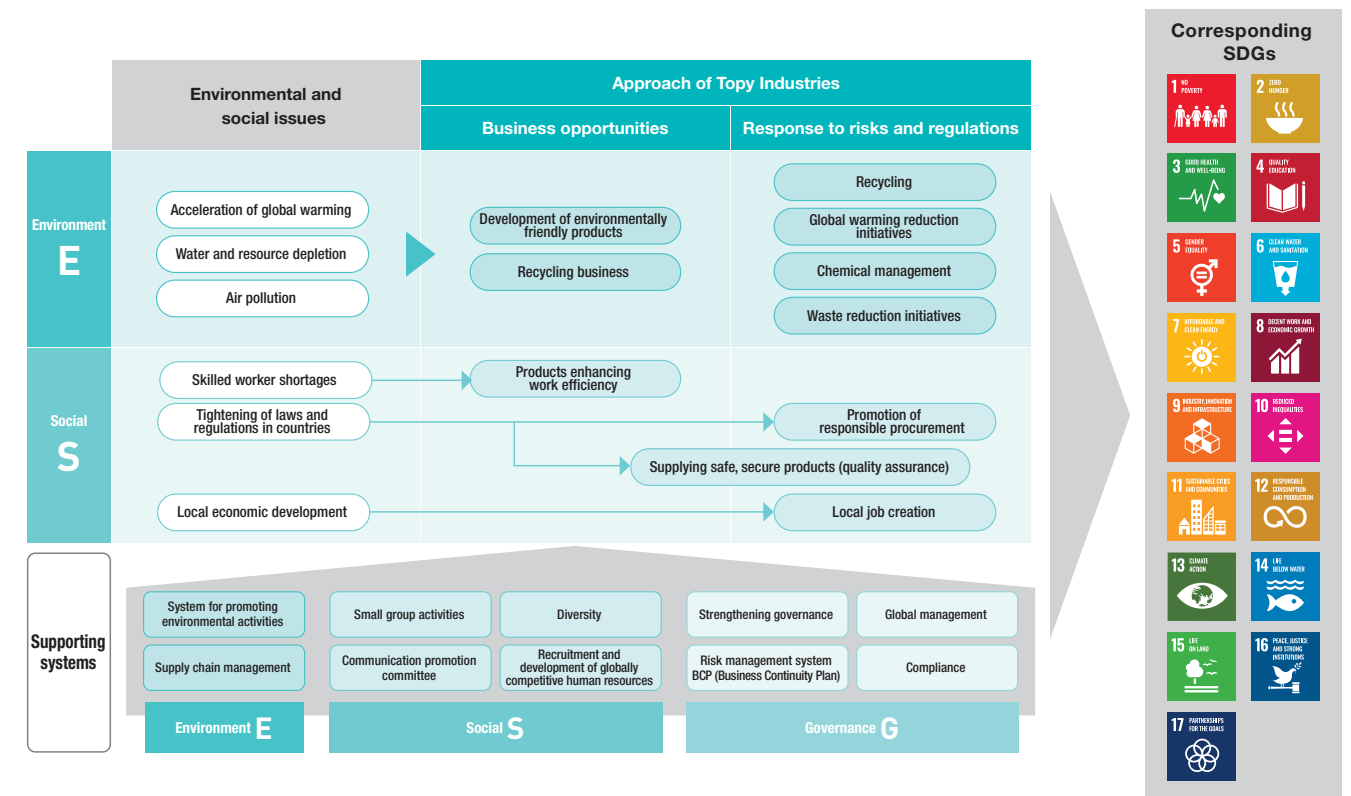 Environmental and
social issues
Approach of Topy Industries
Business opportunities
Response to risks and regulations
Environment
E
Acceleration of global warming
Water and resource depletion
Air pollution
Development of environmentally
friendly products
Recycling business
Recycling
Global warming reduction
initiatives
Chemical management
Waste reduction initiatives
Social
S
Skilled worker shortages
Products enhancing
work efficiency
Tightening of laws and
regulations in countries
Promotion of
responsible procurement
Supplying safe, secure products (quality assurance)
Local economic development
Local job creation
Supporting
systems
System for promoting
environmental activities
Supply chain management
Environment E
Small group activities
Diversity
Communication promotion
committee
Recruitment and
development of globally
competitive human resources
Social S
Strengthening governance
Global management
Risk management system
BCP (Business Continuity Plan)
Compliance
Governance G
Corresponding
SDGs
1 NO
POVERTY
2 ZERO
HUNGER
3 GOOD HEALTH
AND WELL-BEING
4 QUALITY
EDUCATION
5 GENDER
EQUALITY
6 CLEAN WATER
AND SANITATION
7 AFFORDABLE AND
CLEAN ENERGY
8 DECENT WORK AND
ECONOMIC GROWTH
9 INDUSTRY, INNOVATION
AND INFRASTRUCTURE
10 REDUCED
INEQUALITIES
11 SUSTAINABLE CITIES
AND COMMUNITIES
12 RESPONSIBLE
CONSUMPTION
AND PRODUCTION
13 CLIMATE
ACTION
14 LIFE
BELOW WATER
15 LIFE
ON LAND
16 PEACE, JUSTICE
AND STRONG
INSTITUTIONS
17 PARTNERSHIPS
FOR THE GOALS